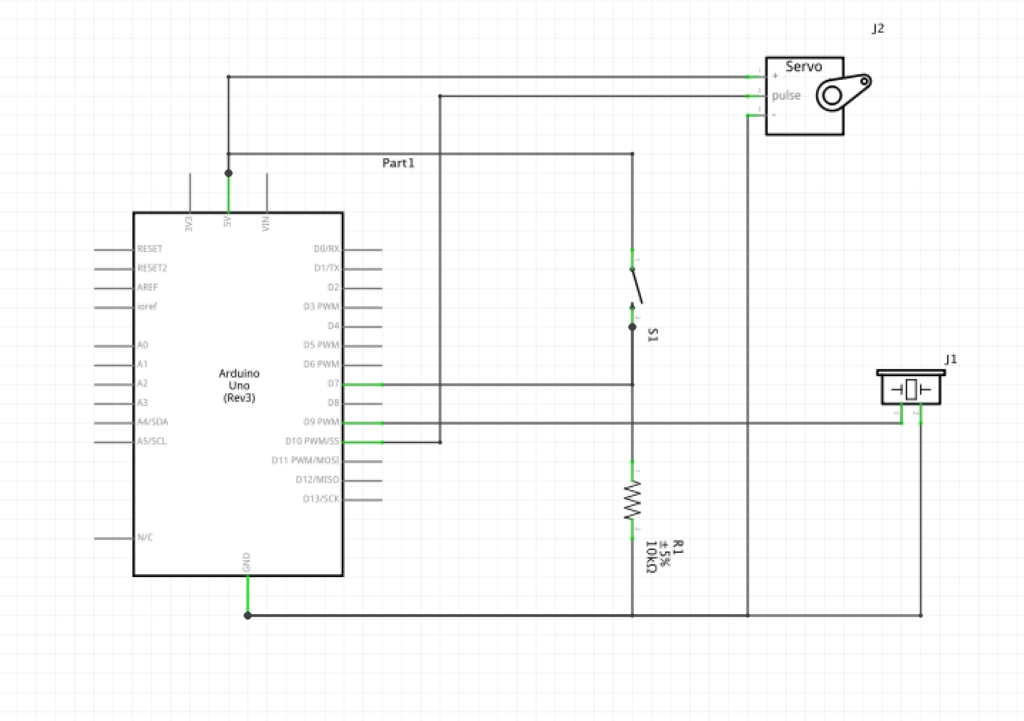 J2
Servo
+
pulse
-
Part1
3V3
5V
VIN
RESET
RESET2
AREF
ioref
A0
A1
A2
A3
A4/SDA
A5/SCL
N/C
D0/RX
D1/TX
D2
D3 PWM
D4
D5 PWM
D6 PWM
D7
D8
D9 PWM
D10 PWM/SS
D11 PWM/MOSI
D12/MISO
D13/SCK
Arduino
Uno
(Rev3)
GND
S1
J1
R1
±5%
10kΩ